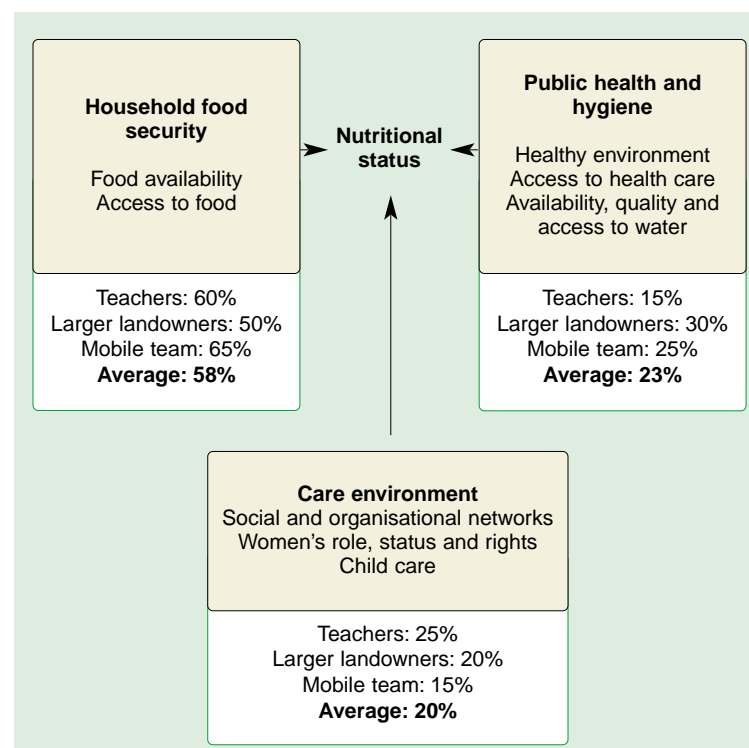 Household food
security
Food availability
Access to food
Teachers: 60%
Larger landowners: 50%
Mobile team: 65%
Average: 58%
Nutritional
status
Public health and
hygiene
Healthy environment
Access to health care
Availability, quality and
access to water
Teachers: 15%
Larger landowners: 30%
Mobile team: 25%
Average: 23%
Care environment
Social and organisational networks
Women’s role, status and rights
Child care
Teachers: 25%
Larger landowners: 20%
Mobile team: 15%
Average: 20%